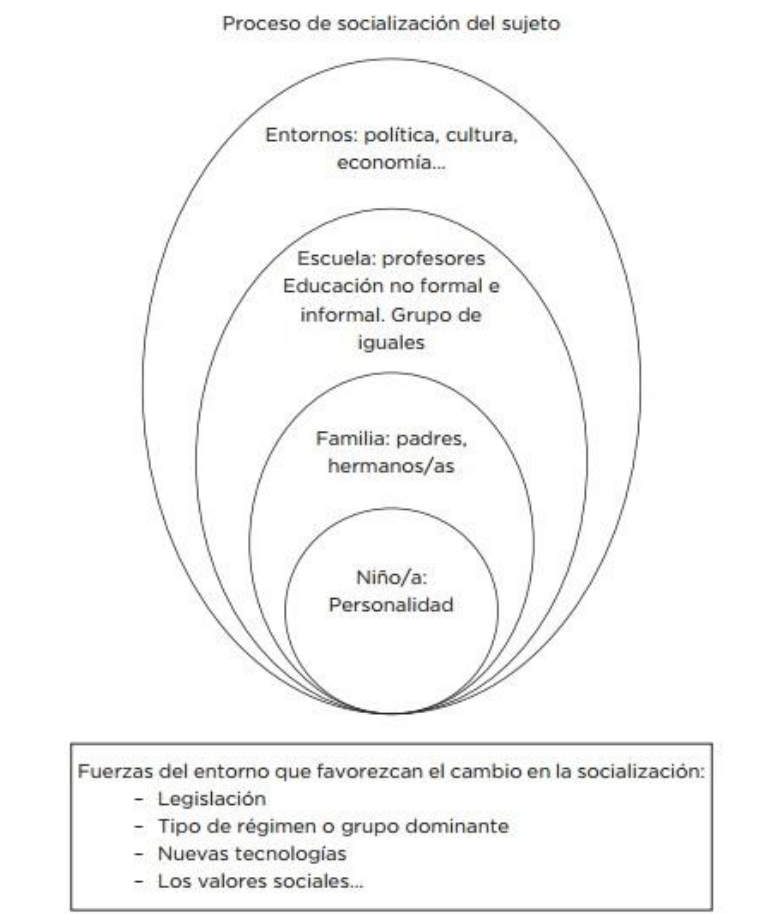 Proceso de socialización del sujeto
Entornos: política, cultura,
economía...
Escuela: profesores
Educación no formal e
informal. Grupo de
iguales
Familia: padres,
hermanos/as
Niño/a:
Personalidad
Fuerzas del entorno que favorezcan el cambio en la socialización:
- Legislación
- Tipo de régimen o grupo dominante
- Nuevas tecnologías
- Los valores sociales...